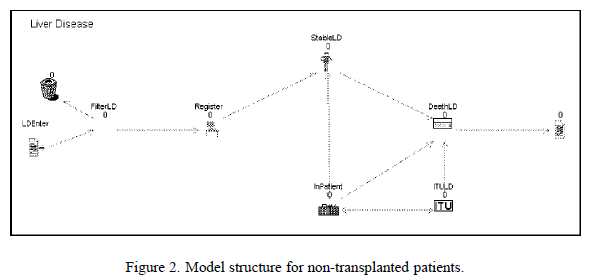 Liver Disease
StableLD
0
0
FilterLD
0
Register
0
DeathLD
0
0
LDEnter
InPatient
0
ITULD
0
ITU
Figure 2. Model structure for non-transplanted patients.